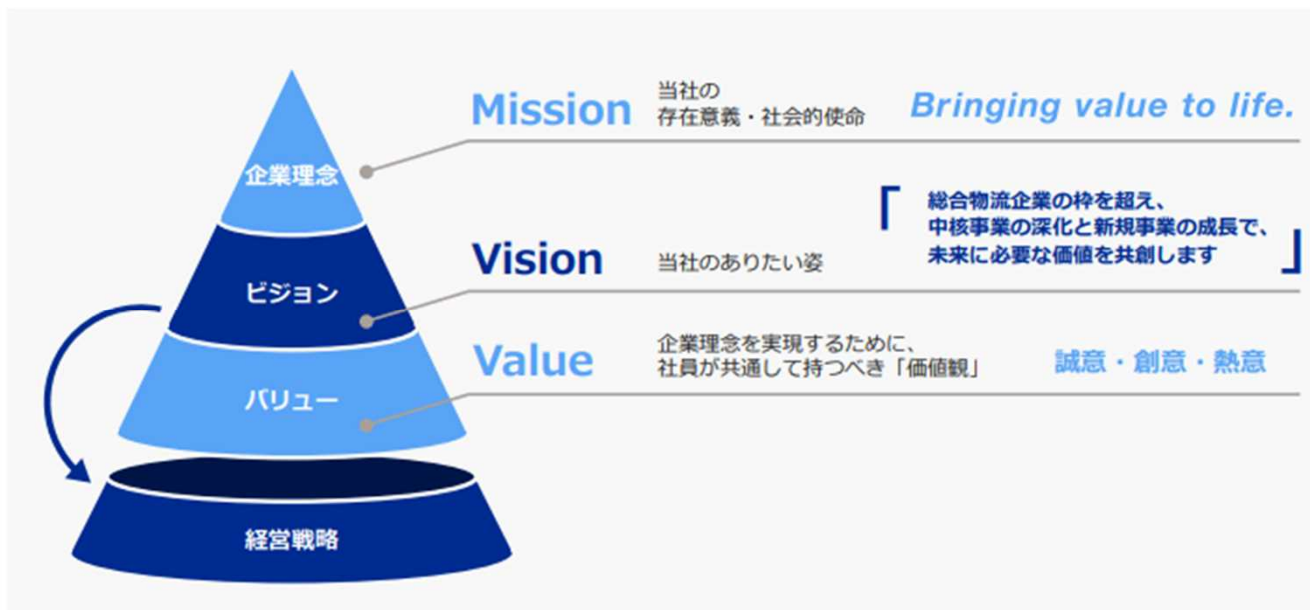 企業理念
ビジョン
バリュー
経営戦略
Mission
当社の
存在意義・社会的使命
Bringing value to life.
Vision
当社のありたい姿
「
総合物流企業の枠を超え、
中核事業の深化と新規事業の成長で、
未来に必要な価値を共創します
」
Value
企業理念を実現するために、
社員が共通して持つべき「価値観」
誠意・創意・熱意